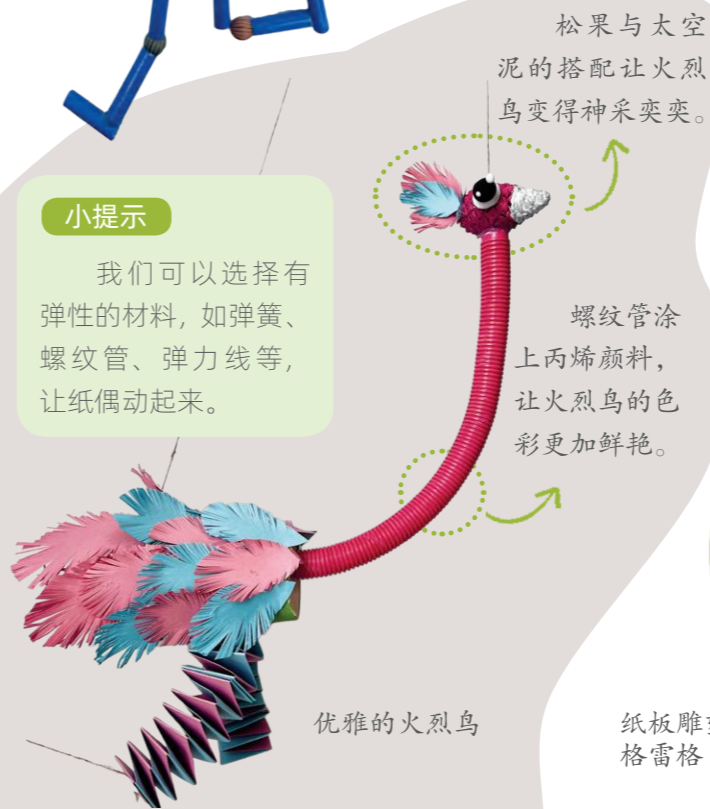 松果与太空
泥的搭配让火烈
鸟变得神采奕奕。
小提示
我们可以选择有
弹性的材料，如弹簧、
螺纹管、弹力线等，
让纸偶动起来。
螺纹管涂
上丙烯颜料，
让火烈鸟的色
彩更加鲜艳。
优雅的火烈鸟
纸板雕
格雷格